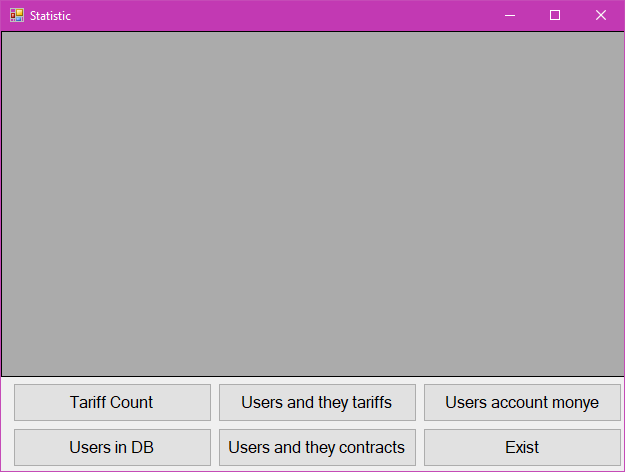 Statistic
Tariff Count
Users and they tariffs
Users account monye
Users in DB
Users and they contracts
Exist